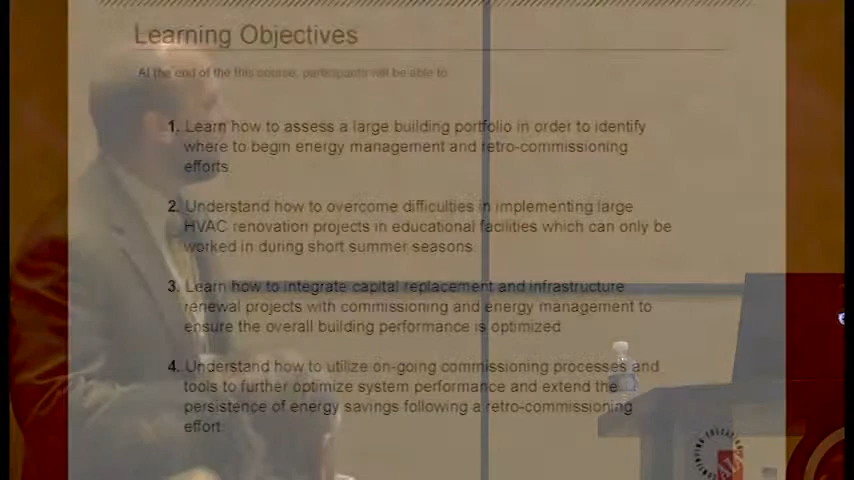 Learning Objectives
At the end of the this course, participants will be able to
1. Learn how to assess a large building portfolio in order to identify
where to begin energy management and retro-commissioning
efforts.
2. Understand how to overcome difficulties in implementing large
HVAC renovation projects in educational facilities which can only be
worked in during short summer seasons.
3. Learn how to integrate capital replacement and infrastructure
renewal projects with commissioning and energy management to
ensure the overall building performance is optimized
4. Understand how to utilize on-going commissioning processes and
tools to further optimize system performance and extend the
persistence of energy savings following a retro-commissioning
effort